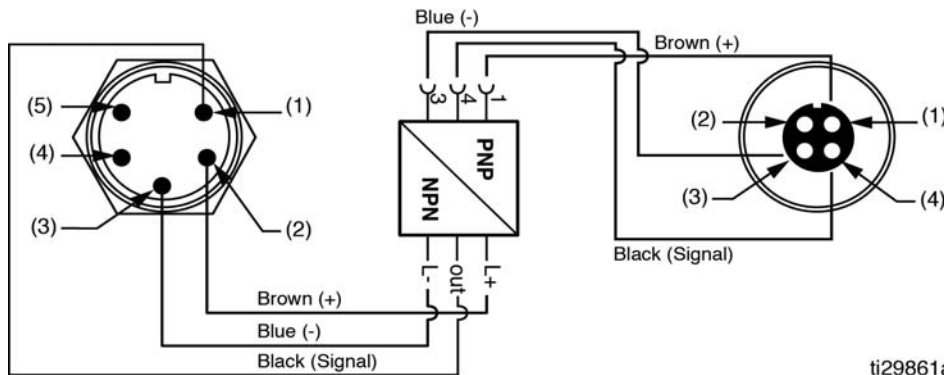 Blue (-)
Brown (+)
(5)
(1)
(4)
(3)
(2)
3
4
1
PNP
NPN
(2)
(1)
(3)
(4)
Black (Signal)
L-
out
L+
Brown (+)
Blue (-)
Black (Signal)
ti29861a